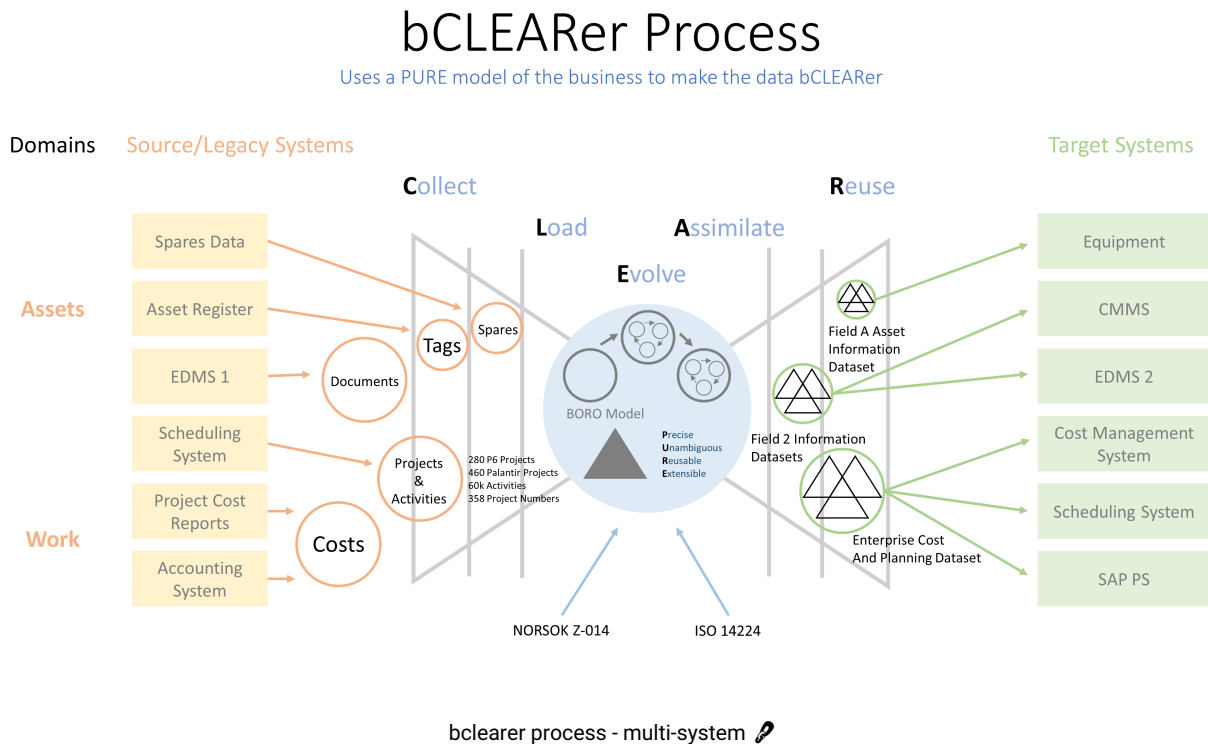 bCLEARer Process
Uses a PURE model of the business to make the data bCLEARer
Domains
Source/Legacy Systems
Target Systems
Collect
Reuse
Load
Assimilate
Evolve
Assets
Work
Spares Data
Asset Register
EDMS 1
Scheduling
System
Project Cost
Reports
Accounting
System
Spares
Tags
Documents
Projects
&
Activities
Costs
280 P6 Projects
460 Palantir Projects
60k Activities
358 Project Numbers
BORO Model
Precise
Unambiguous
Reusable
Extensible
NORSOK Z-014
ISO 14224
Field A Asset
Information
Dataset
Field 2 Information
Datasets
Enterprise Cost
And Planning Dataset
Equipment
CMMS
EDMS 2
Cost Management
System
Scheduling System
SAP PS
bclearer process - multi-system